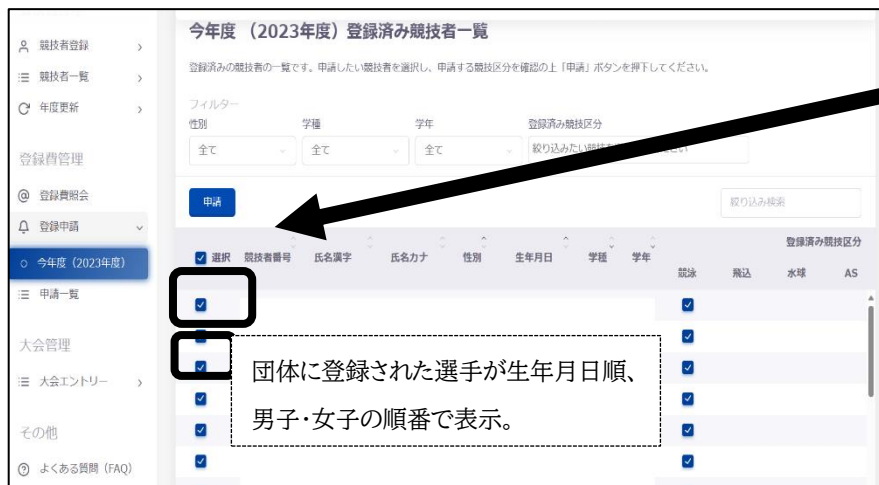 今年度 （2023年度）登録済み競技者一覧
登録済みの競技者の一覧です。申請したい競技者を選択し、申請する競技区分を確認の上「申請」ボタンを押下してください。
フィルター
性別 学種 学年 登録済み競技区分
全て 全て 全て 絞り込みたい
申請 絞り込み検索
選択 競技者番号 氏名漢字 氏名カナ 性別 生年月日 学種 学年 登録済み競技区分
競泳 飛込 水球 AS
団体に登録された選手が生年月日順、
男子・女子の順番で表示。
競技者登録
競技者一覧
年度更新
登録費管理
登録費照会
登録申請
今年度（2023年度）
申請一覧
大会管理
大会エントリー
その他
よくある質問（FAQ）